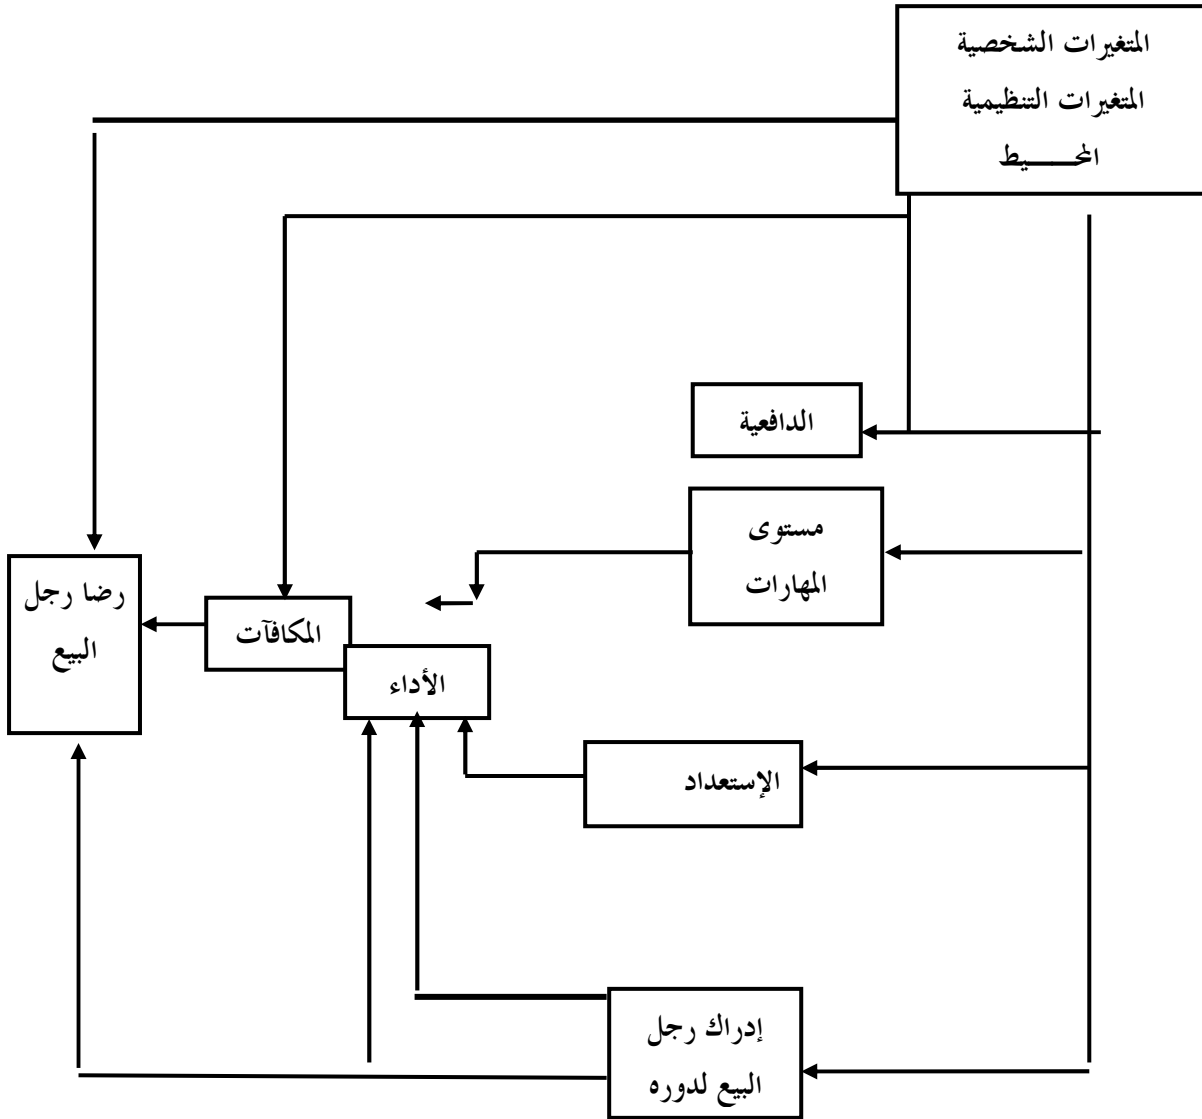 المتغيرات الشخصية
المتغيرات التنظيمية
المحـــــيط
الدافعية
مستوى
المهارات
رضا رجل
البيع
المكافآت
الأداء
الإستعداد
إدراك رجل
البيع لدوره